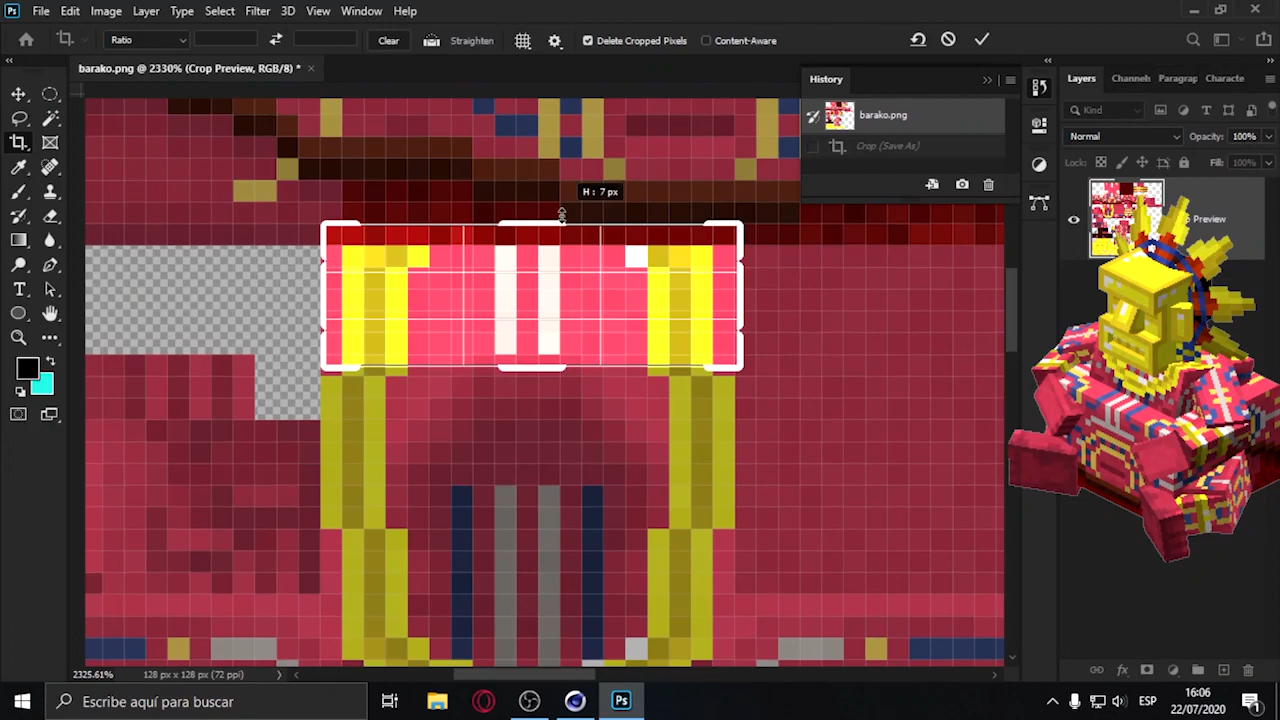 Ps File Edit Image Layer Type Select Filter 3D View Window Help
Ratio Clear Straighten Delete Cropped Pixels Content-Aware
barako.png @ 2330% (Crop Preview, RGB/8) *
History
barako.png
Crop (Save As)
H : 7 px
Layers Channels Paragrap Characte
Kind
Normal Opacity: 100%
Lock: Fill: 100%
Preview
2325.61% 128 px x 128 px (72 ppi)
Escribe aquí para buscar
Ps
ESP
16:06
22/07/2020
1